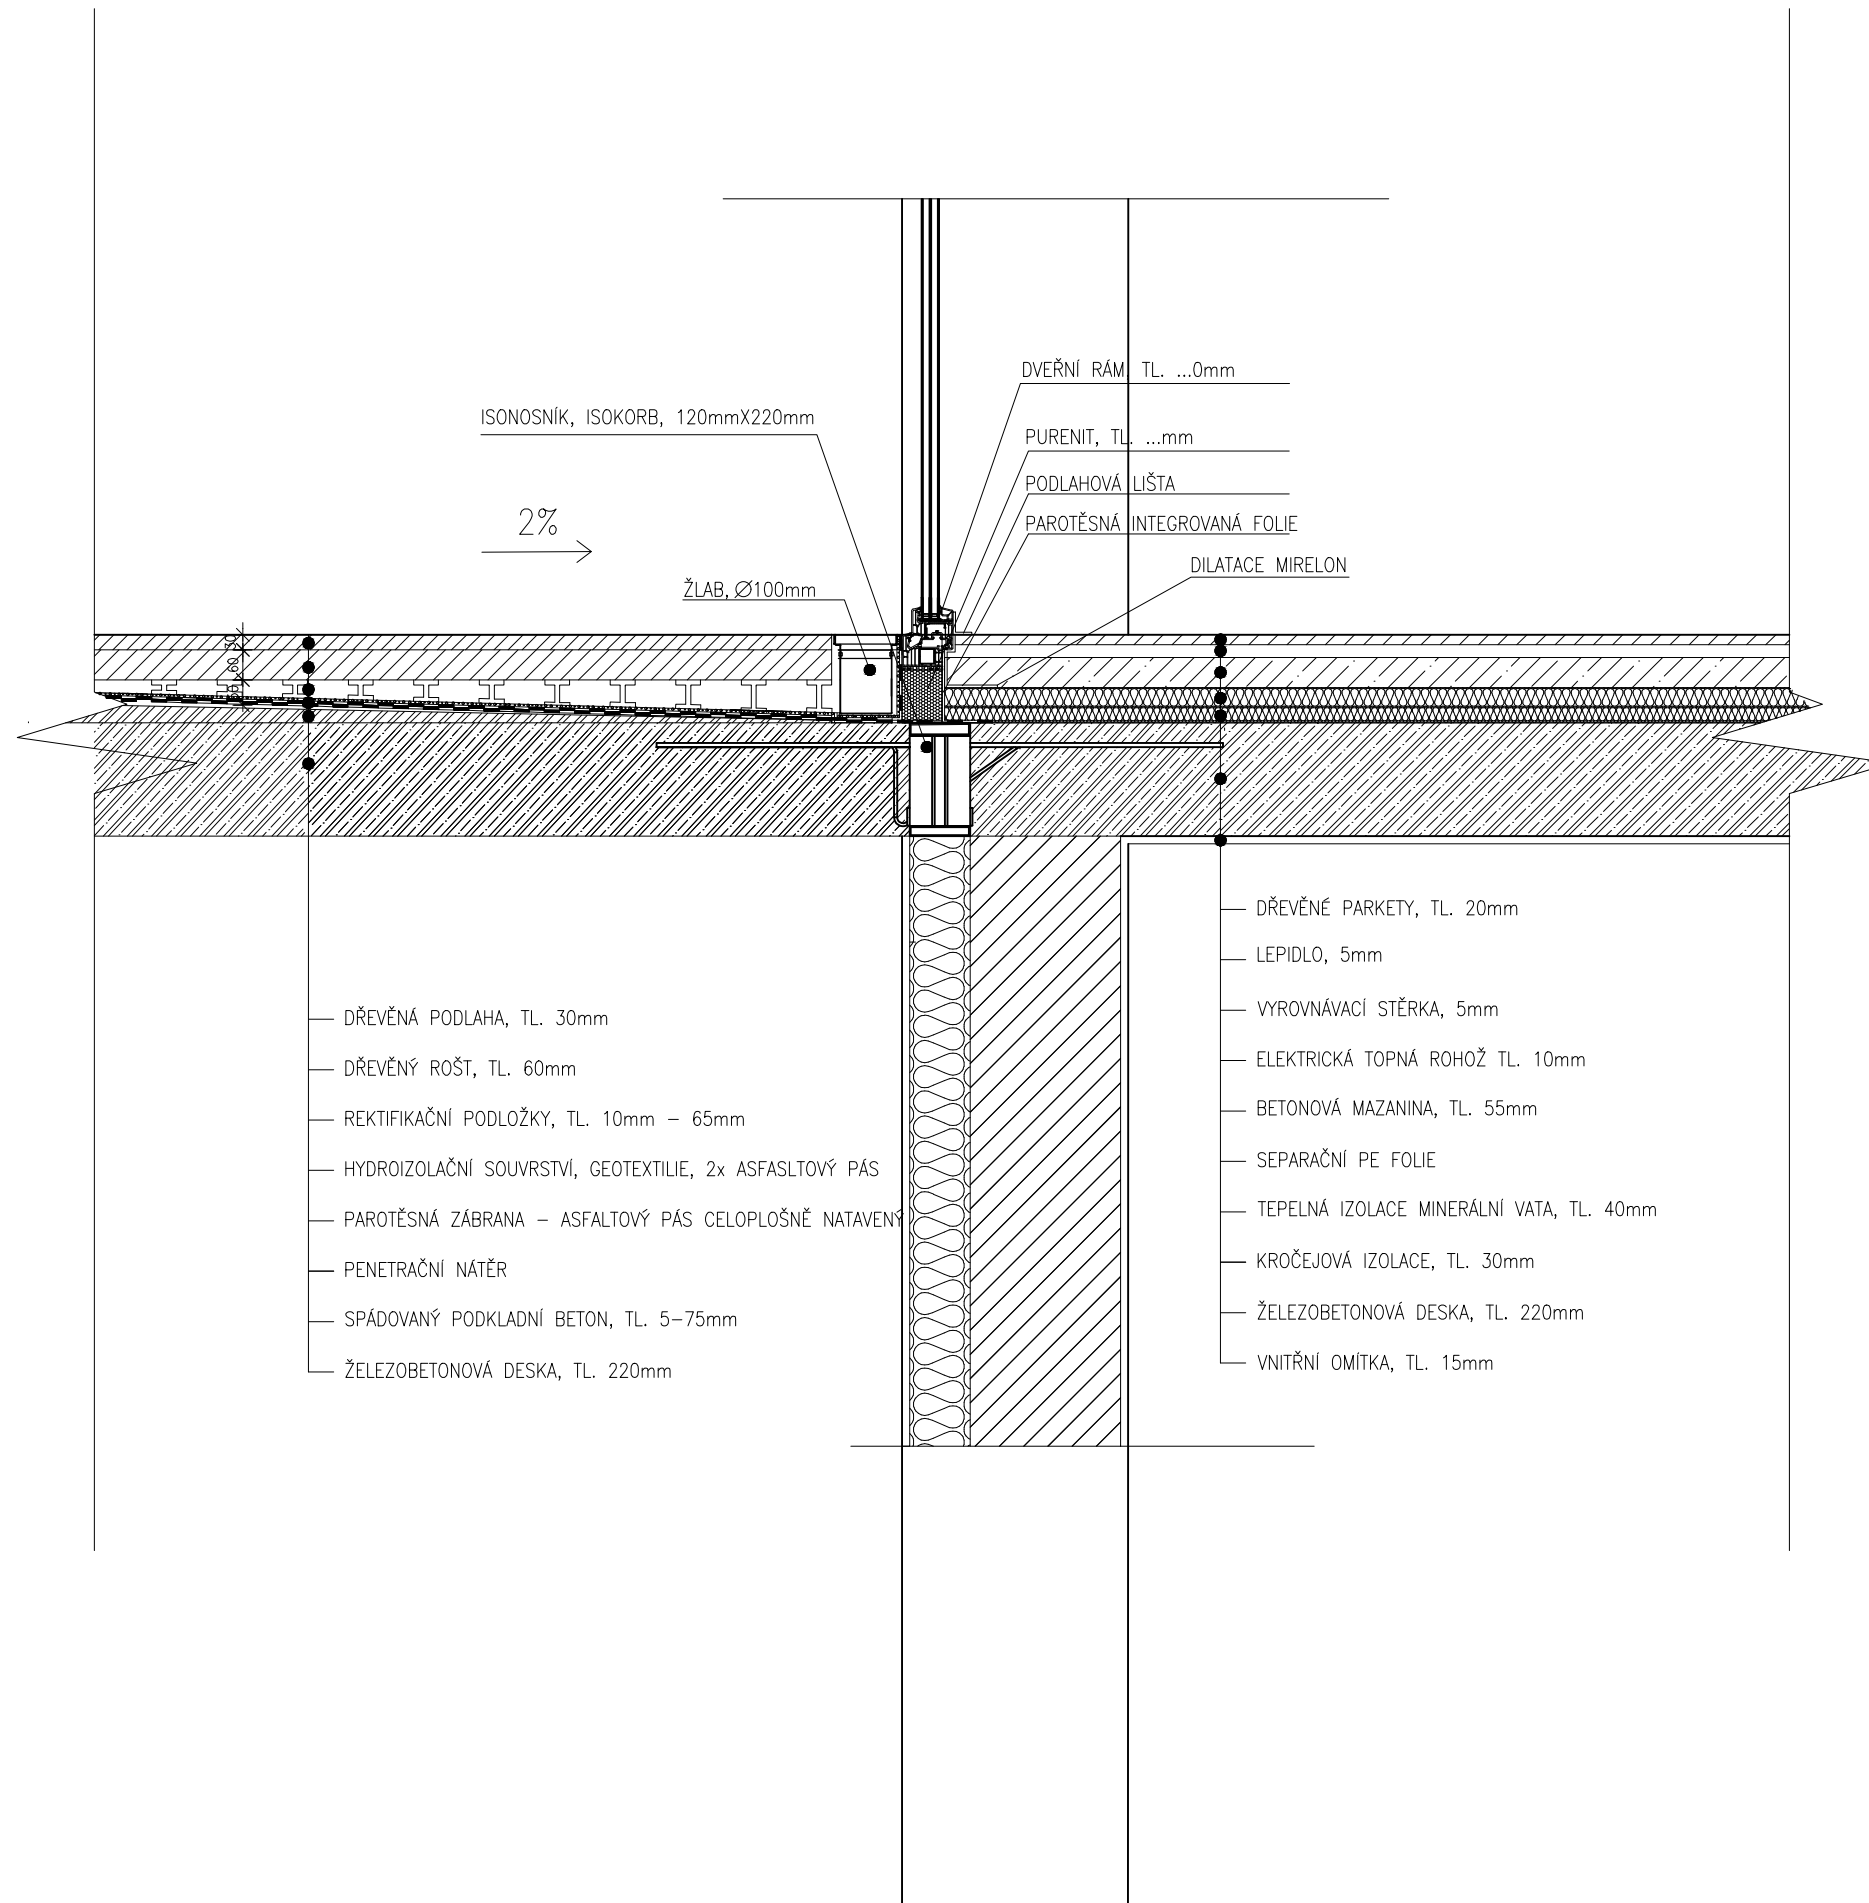 DVEŘNÍ RÁM, TL. ...0mm
ISONOSNÍK, ISOKORB, 120mmX220mm
PURENIT, TL. ...mm
PODLAHOVÁ LIŠTA
2%
PAROTĚSNÁ INTEGROVANÁ FOLIE
DILATACE MIRELON
ŽLAB, Ø100mm
30
60
DŘEVĚNÁ PODLAHA, TL. 30mm
DŘEVĚNÝ ROŠT, TL. 60mm
REKTIFIKAČNÍ PODLOŽKY, TL. 10mm – 65mm
HYDROIZOLAČNÍ SOUVRSTVÍ, GEOTEXTILIE, 2x ASFASLTOVÝ PÁS
PAROTĚSNÁ ZÁBRANA – ASFALTOVÝ PÁS CELOPLOŠNĚ NATAVENÝ
PENETRAČNÍ NÁTĚR
SPÁDOVANÝ PODKLADNÍ BETON, TL. 5–75mm
ŽELEZOBETONOVÁ DESKA, TL. 220mm
DŘEVĚNÉ PARKETY, TL. 20mm
LEPIDLO, 5mm
VYROVNÁVACÍ STĚRKA, 5mm
ELEKTRICKÁ TOPNÁ ROHOŽ TL. 10mm
BETONOVÁ MAZANINA, TL. 55mm
SEPARAČNÍ PE FOLIE
TEPELNÁ IZOLACE MINERÁLNÍ VATA, TL. 40mm
KROČEJOVÁ IZOLACE, TL. 30mm
ŽELEZOBETONOVÁ DESKA, TL. 220mm
VNITŘNÍ OMÍTKA, TL. 15mm